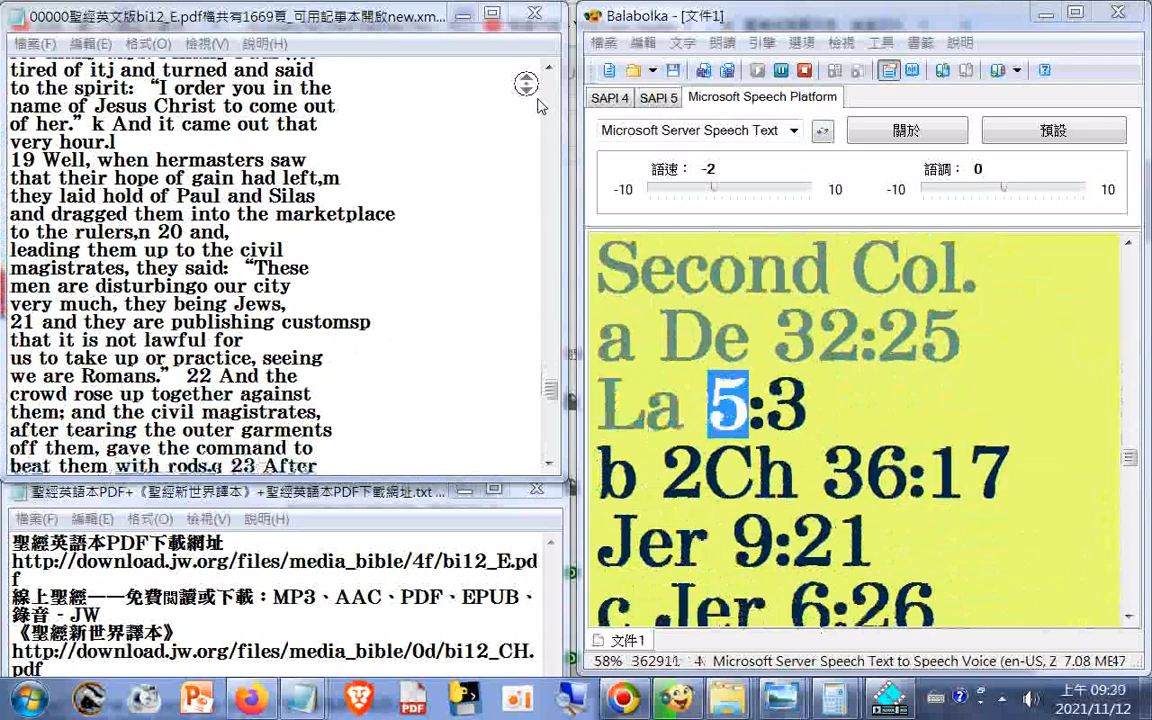 00000聖經英文版bi12_E.pdf檔共有1669頁_可用記事本開啟new.xm...
檔案(F) 編輯(E) 格式(O) 檢視(V) 說明(H)
tired of itj and turned and said
to the spirit: “I order you in the
name of Jesus Christ to come out
of her.” k And it came out that
very hour.l
19 Well, when hermasters saw
that their hope of gain had left,m
they laid hold of Paul and Silas
and dragged them into the marketplace
to the rulers,n 20 and,
leading them up to the civil
magistrates, they said: “These
men are disturbingo our city
very much, they being Jews,
21 and they are publishing customsp
that it is not lawful for
us to take up or practice, seeing
we are Romans.” 22 And the
crowd rose up together against
them; and the civil magistrates,
after tearing the outer garments
off them, gave the command to
beat them with rods.q 23 After
聖經英語本PDF+《聖經新世界譯本》+聖經英語本PDF下載網址.txt ...
檔案(F) 編輯(E) 格式(O) 檢視(V) 說明(H)
聖經英語本PDF下載網址
http://download.jw.org/files/media_bible/4f/bi12_E.pd
f
線上聖經——免費閱讀或下載：MP3、AAC、PDF、EPUB、
錄音 - JW
《聖經新世界譯本》
http://download.jw.org/files/media_bible/0d/bi12_CH.
pdf
Balabolka - [文件1]
檔案 編輯 文字 朗讀 引擎 選項 檢視 工具 書籤 說明
SAPI 4 SAPI 5 Microsoft Speech Platform
Microsoft Server Speech Text 關於 預設
語速： -2 語調： 0
-10 10 -10 10
Second Col.
a De 32:25
La 5:3
b 2Ch 36:17
Jer 9:21
c Jer 6:26
文件1
58% 362911 Microsoft Server Speech Text to Speech Voice (en-US, Z 7.08 MB
上午 09:39
2021/11/12